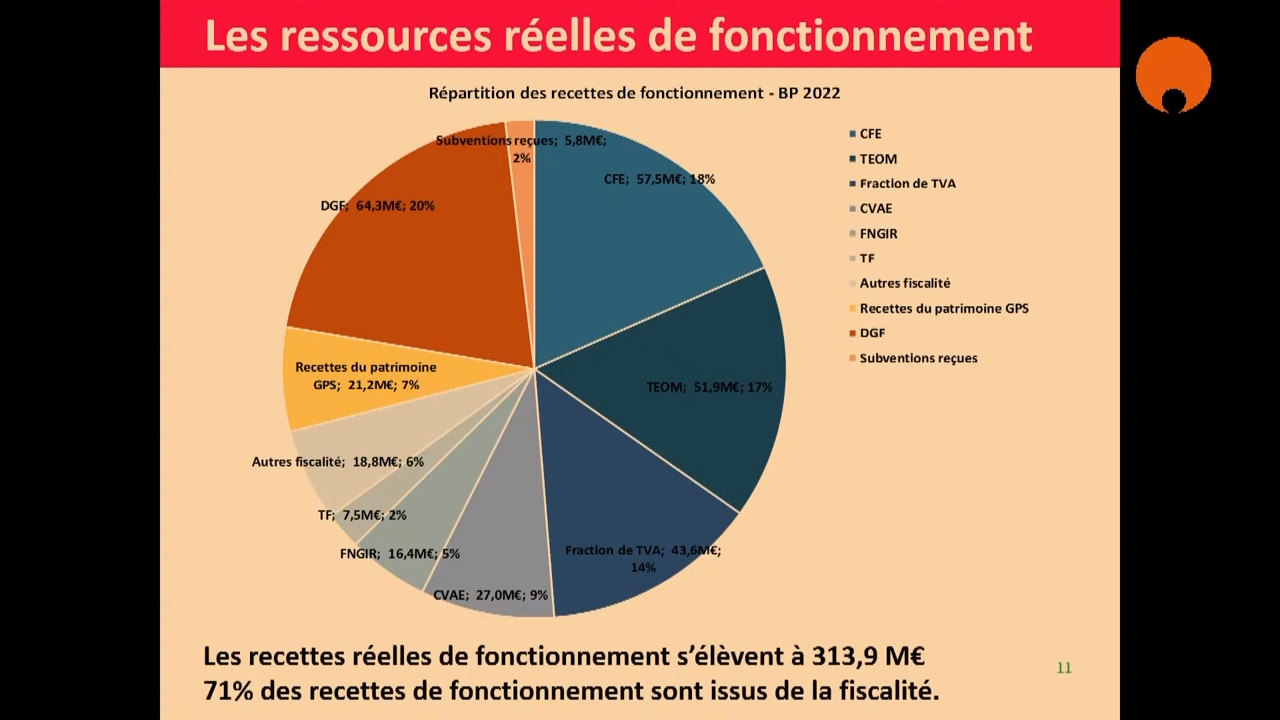 Les ressources réelles de fonctionnement
Répartition des recettes de fonctionnement - BP 2022
Subventions reçues; 5,8M€;
2%
CFE; 57,5M€; 18%
DGF; 64,3M€; 20%
Recettes du patrimoine
GPS; 21,2M€; 7%
TEOM; 51,9M€; 17%
Autres fiscalité; 18,8M€; 6%
TF; 7,5M€; 2%
FNGIR; 16,4M€; 5%
Fraction de TVA; 43,6M€;
14%
CVAE; 27,0M€; 9%
CFE
TEOM
Fraction de TVA
CVAE
FNGIR
TF
Autres fiscalité
Recettes du patrimoine GPS
DGF
Subventions reçues
Les recettes réelles de fonctionnement s’élèvent à 313,9 M€
71% des recettes de fonctionnement sont issus de la fiscalité.
11